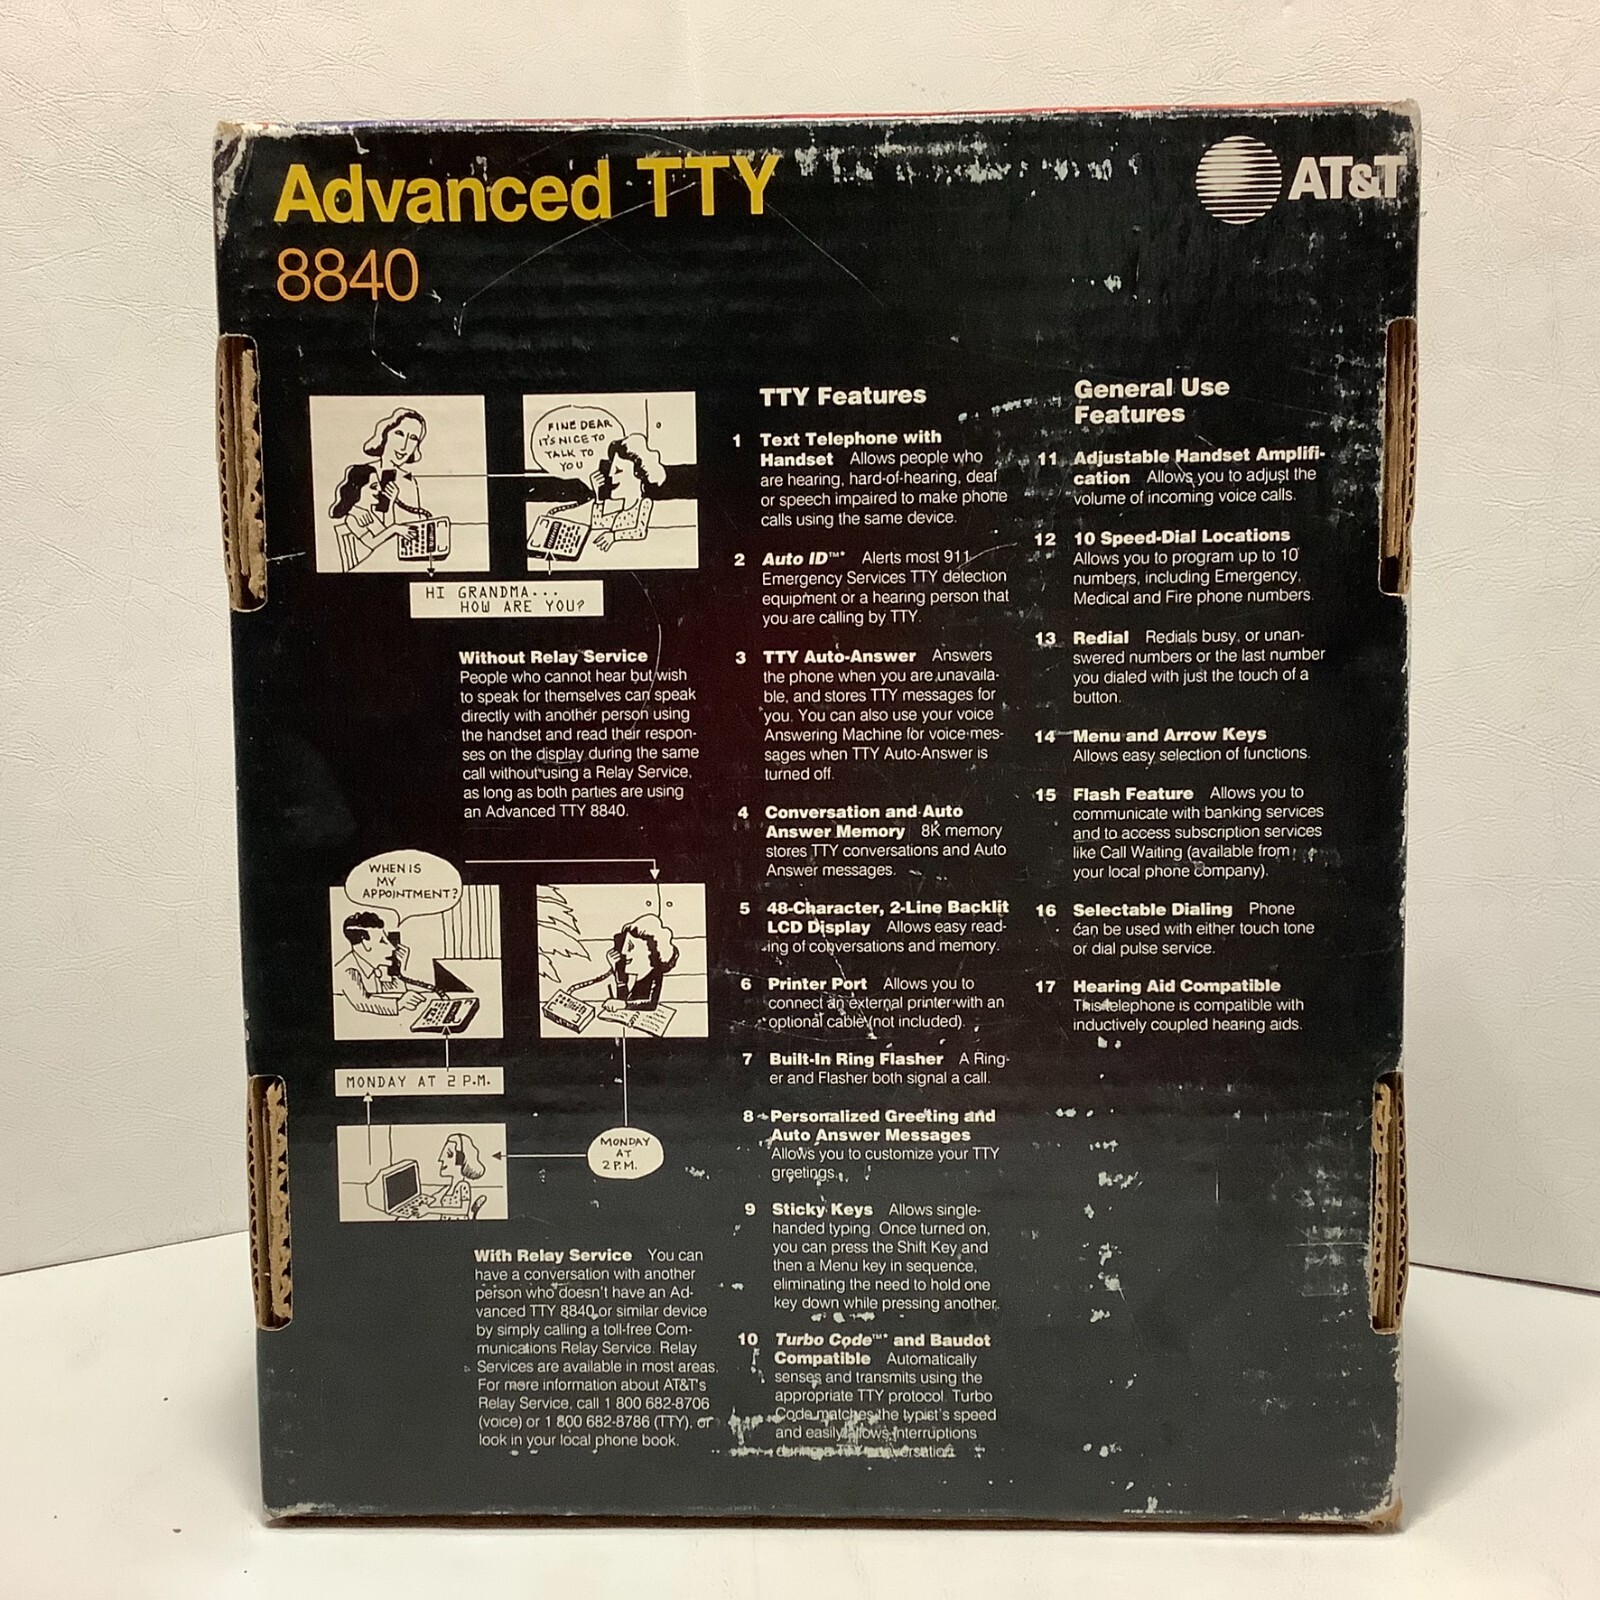 Advanced TTY
8840
AT&T
FINE DEAR
IT'S NICE TO
TALK TO
YOU
HI GRANDMA...
HOW ARE YOU?
Without Relay Service
People who cannot hear but wish
to speak for themselves can speak
directly with another person using
the handset and read their respon-
ses on the display during the same
call without using a Relay Service,
as long as both parties are using
an Advanced TTY 8840.
WHEN IS
MY
APPOINTMENT?
MONDAY AT 2 P.M.
MONDAY
AT
2 P.M.
With Relay Service You can
have a conversation with another
person who doesn't have an Ad-
vanced TTY 8840 or similar device
by simply calling a toll-free Com-
munications Relay Service. Relay
Services are available in most areas.
For more information about AT&T's
Relay Service, call 1 800 682-8706
(voice) or 1 800 682-8786 (TTY), or
look in your local phone book.
TTY Features
1 Text Telephone with
Handset Allows people who
are hearing, hard-of-hearing, deaf
or speech impaired to make phone
calls using the same device.
2 Auto ID™* Alerts most 911
Emergency Services TTY detection
equipment or a hearing person that
you are calling by TTY.
3 TTY Auto-Answer Answers
the phone when you are unavaila-
ble, and stores TTY messages for
you. You can also use your voice
Answering Machine for voice mes-
sages when TTY Auto-Answer is
turned off.
4 Conversation and Auto
Answer Memory 8K memory
stores TTY conversations and Auto
Answer messages.
5 48-Character, 2-Line Backlit
LCD Display Allows easy read-
ing of conversations and memory.
6 Printer Port Allows you to
connect an external printer with an
optional cable (not included).
7 Built-In Ring Flasher A Ring-
er and Flasher both signal a call.
8 Personalized Greeting and
Auto Answer Messages
Allows you to customize your TTY
greetings.
9 Sticky Keys Allows single-
handed typing. Once turned on,
you can press the Shift Key and
then a Menu key in sequence,
eliminating the need to hold one
key down while pressing another.
10 Turbo Code™* and Baudot
Compatible Automatically
senses and transmits using the
appropriate TTY protocol. Turbo
Code matches the typist's speed
and easily allows interruptions
during a TTY conversation.
General Use
Features
11 Adjustable Handset Amplifi-
cation Allows you to adjust the
volume of incoming voice calls.
12 10 Speed-Dial Locations
Allows you to program up to 10
numbers, including Emergency,
Medical and Fire phone numbers.
13 Redial Redials busy, or unan-
swered numbers or the last number
you dialed with just the touch of a
button.
14 Menu and Arrow Keys
Allows easy selection of functions.
15 Flash Feature Allows you to
communicate with banking services
and to access subscription services
like Call Waiting (available from
your local phone company).
16 Selectable Dialing Phone
can be used with either touch tone
or dial pulse service.
17 Hearing Aid Compatible
This telephone is compatible with
inductively coupled hearing aids.